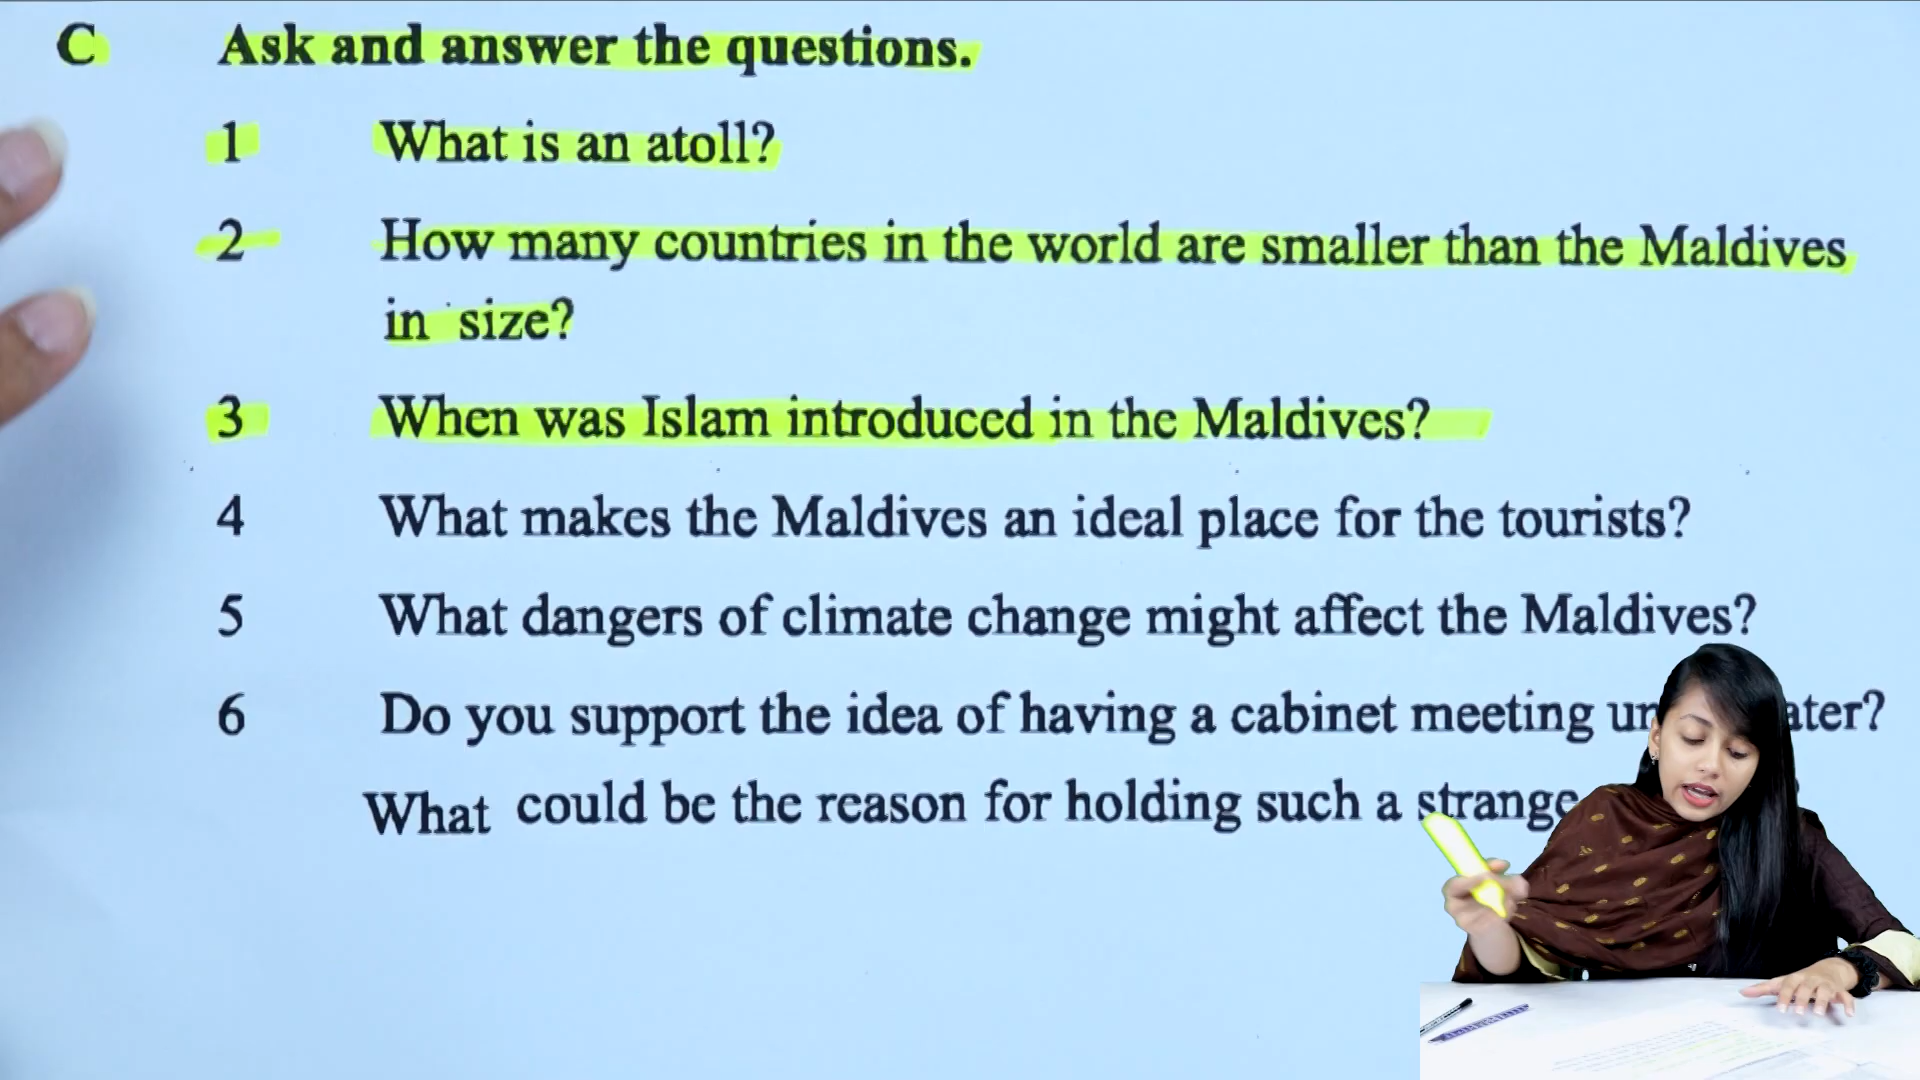 C Ask and answer the questions.
1 What is an atoll?
2 How many countries in the world are smaller than the Maldives
in size?
3 When was Islam introduced in the Maldives?
4 What makes the Maldives an ideal place for the tourists?
5 What dangers of climate change might affect the Maldives?
6 Do you support the idea of having a cabinet meeting
What could be the reason for holding such a strange